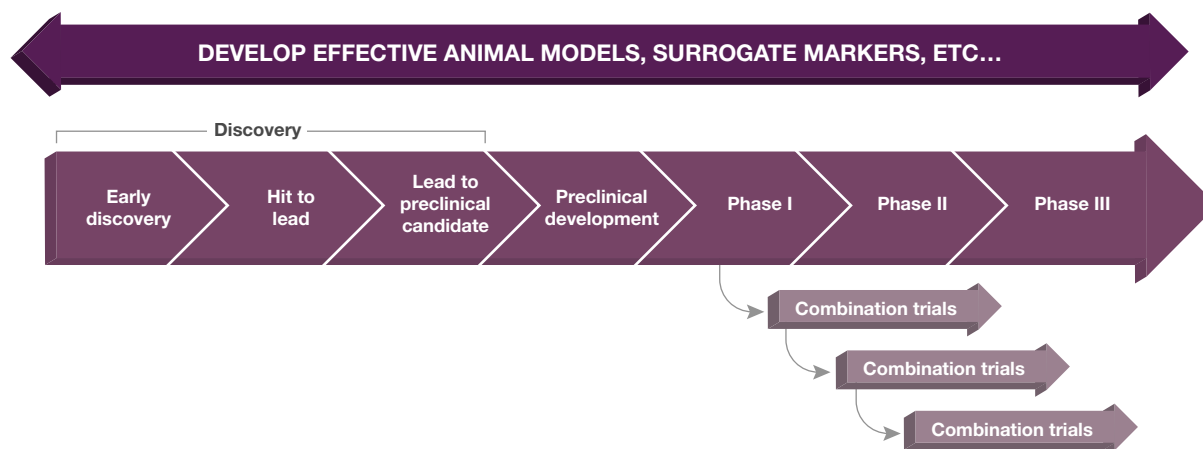 DEVELOP EFFECTIVE ANIMAL MODELS, SURROGATE MARKERS, ETC...
Discovery
Early
discovery
Hit to
lead
Lead to
preclinical
candidate
Preclinical
development
Phase I
Phase II
Phase III
Combination trials
Combination trials
Combination trials